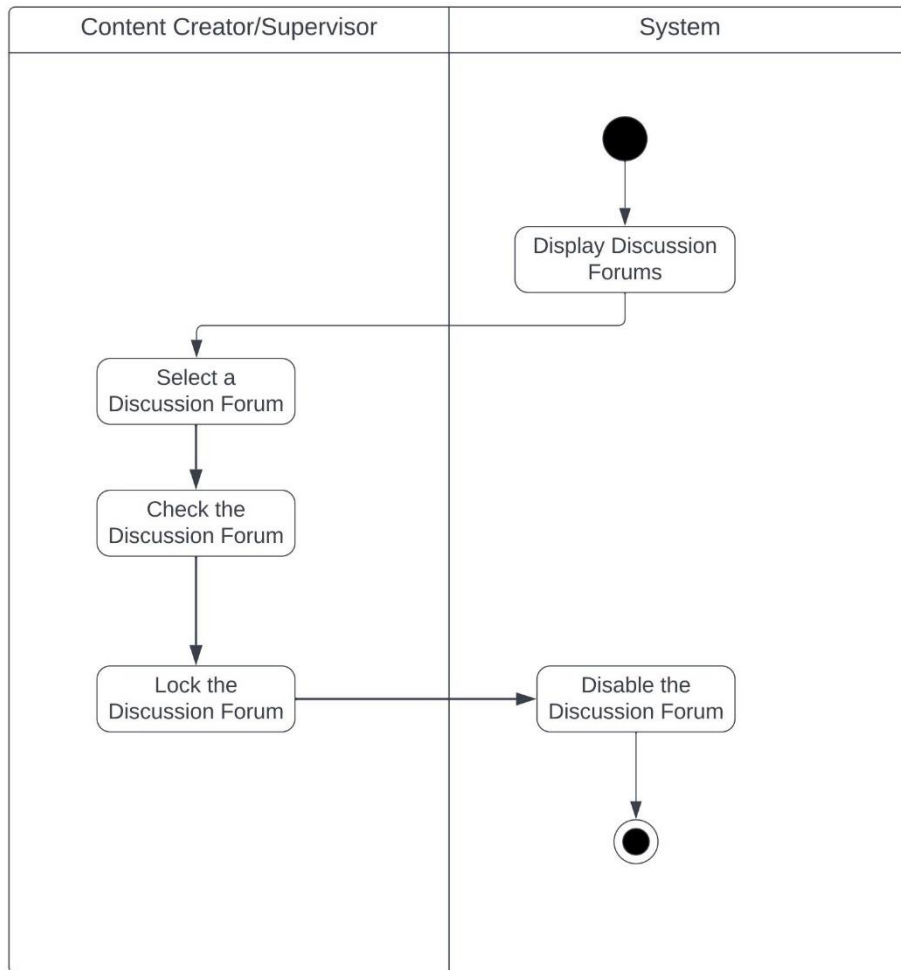 Content Creator/Supervisor
System
Display Discussion
Forums
Select a
Discussion Forum
Check the
Discussion Forum
Lock the
Discussion Forum
Disable the
Discussion Forum